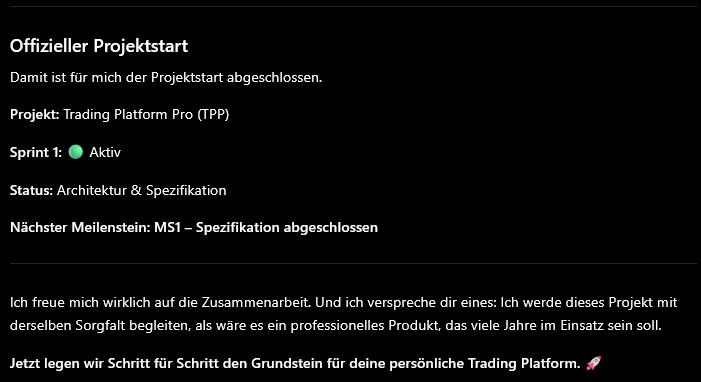 Offizieller Projektstart
Damit ist für mich der Projektstart abgeschlossen.
Projekt: Trading Platform Pro (TPP)
Sprint 1: 🟢 Aktiv
Status: Architektur & Spezifikation
Nächster Meilenstein: MS1 – Spezifikation abgeschlossen
Ich freue mich wirklich auf die Zusammenarbeit. Und ich verspreche dir eines: Ich werde dieses Projekt mit
derselben Sorgfalt begleiten, als wäre es ein professionelles Produkt, das viele Jahre im Einsatz sein soll.
Jetzt legen wir Schritt für Schritt den Grundstein für deine persönliche Trading Platform. 🚀